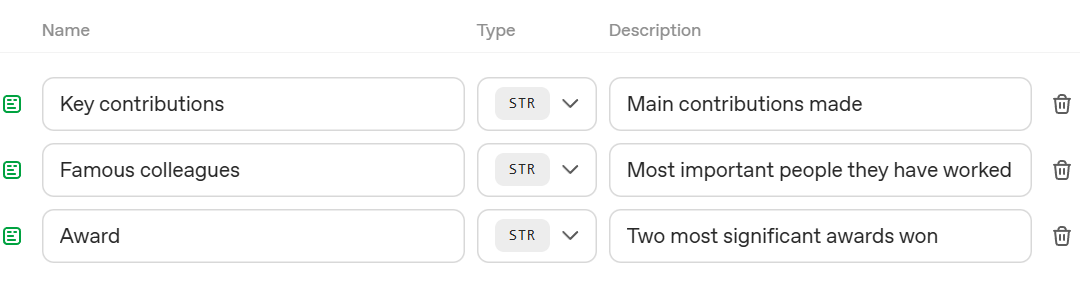 Name Type Description
Key contributions STR Main contributions made
Famous colleagues STR Most important people they have worked
Award STR Two most significant awards won